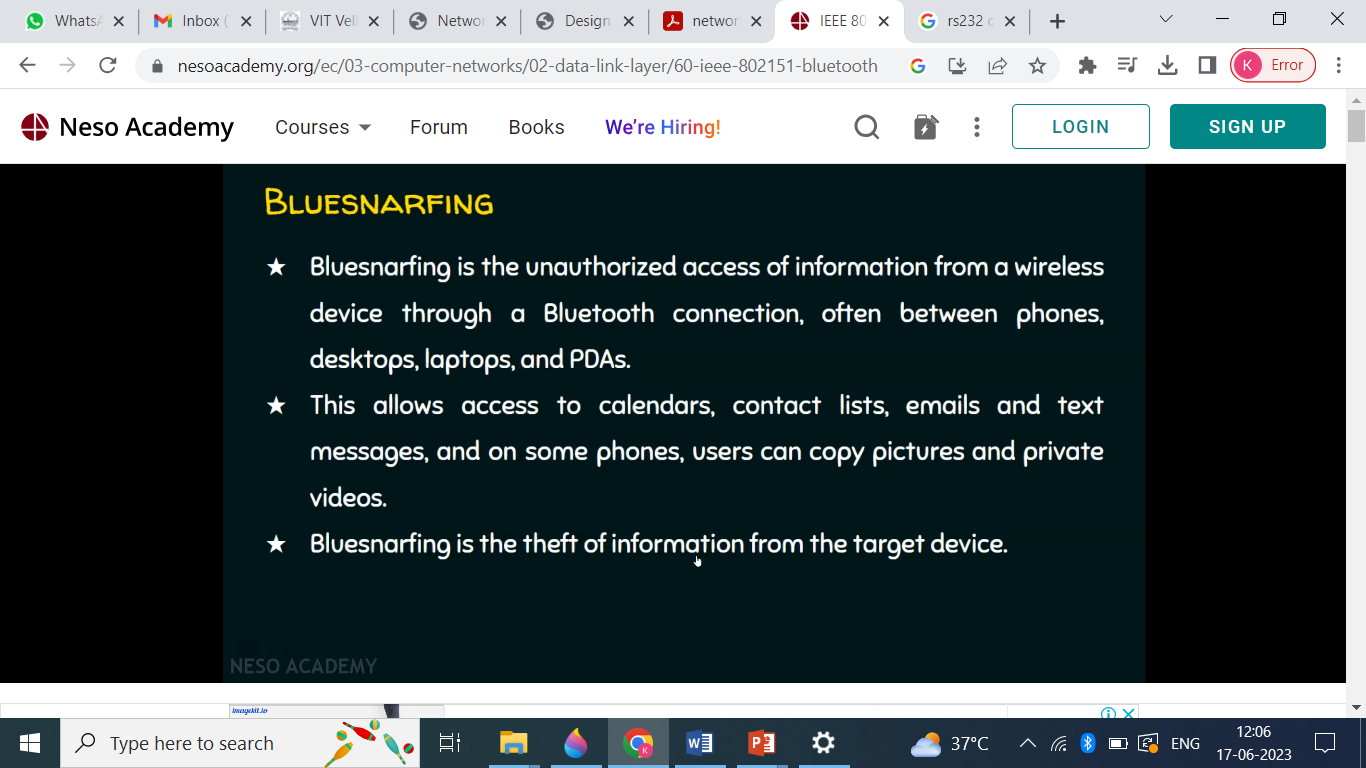 WhatsA
Inbox (
VIT Vell
Networ
Design
networ
IEEE 80
rs232 c
nesoacademy.org/ec/03-computer-networks/02-data-link-layer/60-ieee-802151-bluetooth
K Error
Neso Academy
Courses
Forum
Books
We're Hiring!
LOGIN
SIGN UP
BLUESNARFING
★ Bluesnarfing is the unauthorized access of information from a wireless
device through a Bluetooth connection, often between phones,
desktops, laptops, and PDAs.
★ This allows access to calendars, contact lists, emails and text
messages, and on some phones, users can copy pictures and private
videos.
★ Bluesnarfing is the theft of information from the target device.
NESO ACADEMY
imagekit.io
Type here to search
37°C
ENG
12:06
17-06-2023